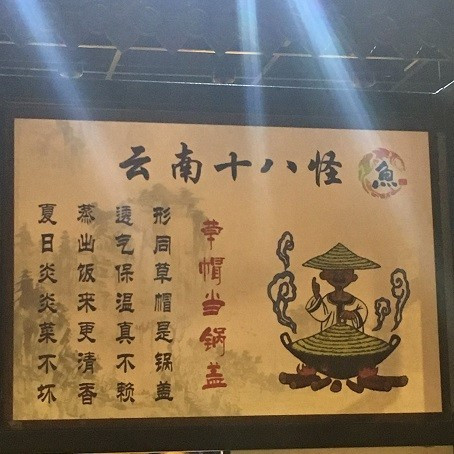 云南十八怪
魚
草帽当锅盖
形同草帽是锅盖
透气保温真不赖
蒸出饭来更清香
夏日炎炎菜不坏